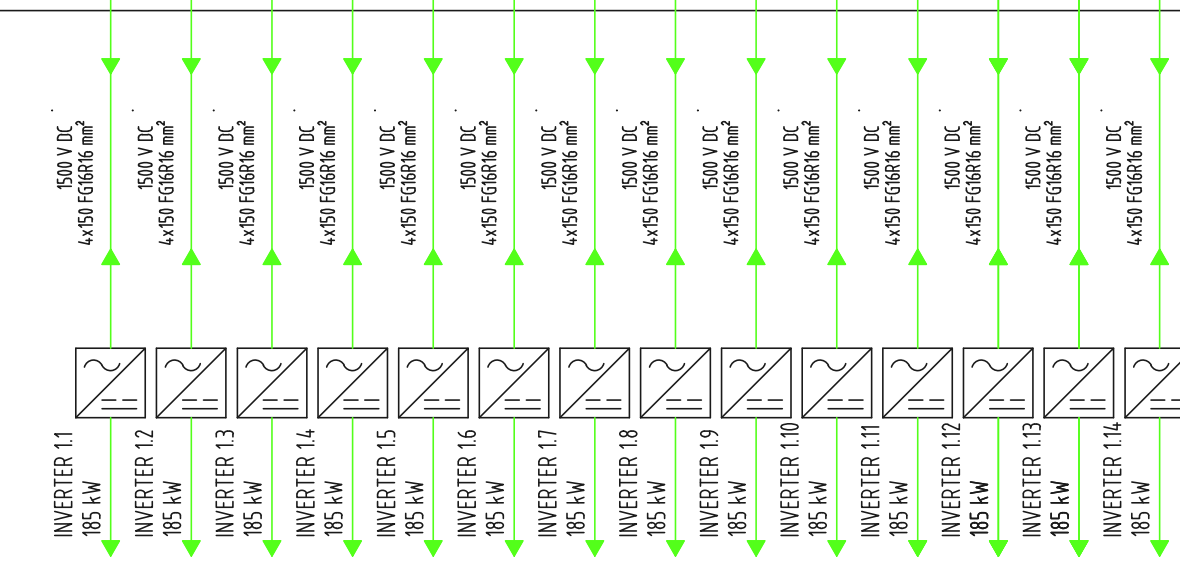 1500 V DC
4x150 FG16R16 mm²
1500 V DC
4x150 FG16R16 mm²
1500 V DC
4x150 FG16R16 mm²
1500 V DC
4x150 FG16R16 mm²
1500 V DC
4x150 FG16R16 mm²
1500 V DC
4x150 FG16R16 mm²
1500 V DC
4x150 FG16R16 mm²
1500 V DC
4x150 FG16R16 mm²
1500 V DC
4x150 FG16R16 mm²
1500 V DC
4x150 FG16R16 mm²
1500 V DC
4x150 FG16R16 mm²
1500 V DC
4x150 FG16R16 mm²
1500 V DC
4x150 FG16R16 mm²
1500 V DC
4x150 FG16R16 mm²
INVERTER 1.1
185 kW
INVERTER 1.2
185 kW
INVERTER 1.3
185 kW
INVERTER 1.4
185 kW
INVERTER 1.5
185 kW
INVERTER 1.6
185 kW
INVERTER 1.7
185 kW
INVERTER 1.8
185 kW
INVERTER 1.9
185 kW
INVERTER 1.10
185 kW
INVERTER 1.11
185 kW
INVERTER 1.12
185 kW
INVERTER 1.13
185 kW
INVERTER 1.14
185 kW